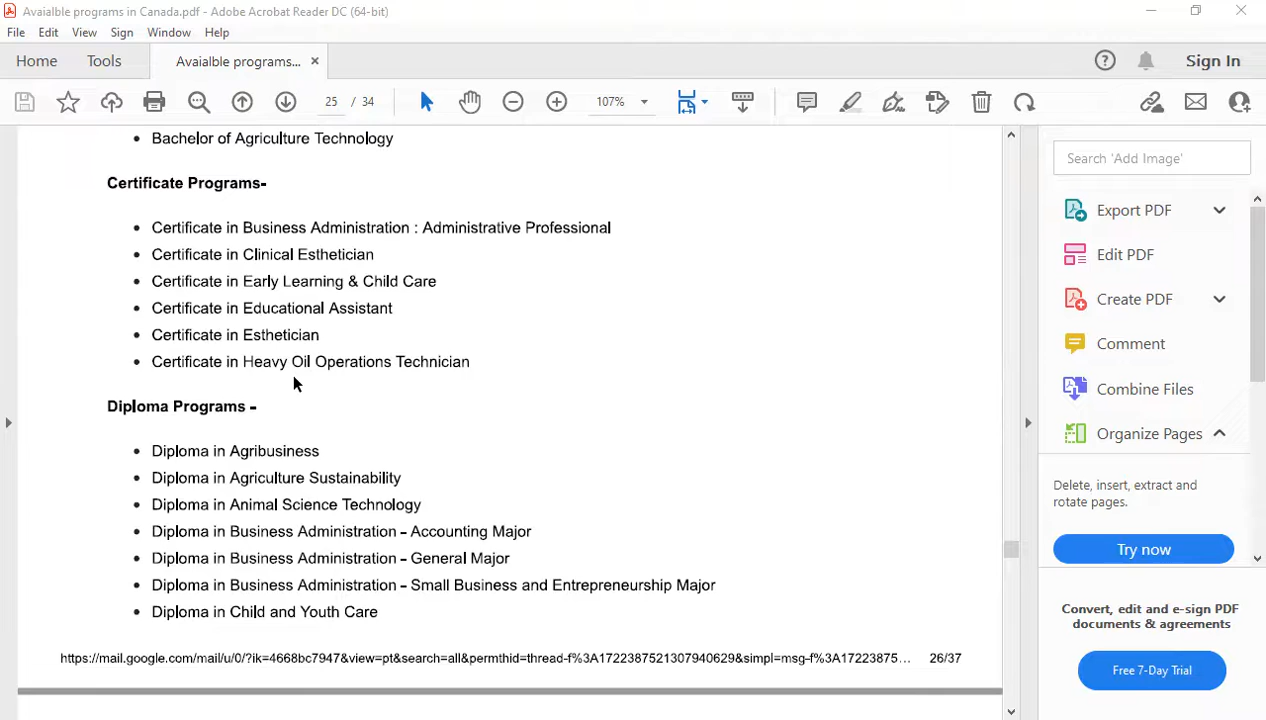 Avaialble programs in Canada.pdf - Adobe Acrobat Reader DC (64-bit)
File Edit View Sign Window Help
Home Tools Avaialble programs... × Sign In
25 / 34 107%
Bachelor of Agriculture Technology
Certificate Programs-
Certificate in Business Administration : Administrative Professional
Certificate in Clinical Esthetician
Certificate in Early Learning & Child Care
Certificate in Educational Assistant
Certificate in Esthetician
Certificate in Heavy Oil Operations Technician
Diploma Programs -
Diploma in Agribusiness
Diploma in Agriculture Sustainability
Diploma in Animal Science Technology
Diploma in Business Administration - Accounting Major
Diploma in Business Administration - General Major
Diploma in Business Administration - Small Business and Entrepreneurship Major
Diploma in Child and Youth Care
https://mail.google.com/mail/u/0/?ik=4668bc7947&view=pt&search=all&permthid=thread-f%3A1722387521307940629&simpl=msg-f%3A17223875... 26/37
Search 'Add Image'
Export PDF
Edit PDF
Create PDF
Comment
Combine Files
Organize Pages
Delete, insert, extract and
rotate pages.
Try now
Convert, edit and e-sign PDF
documents & agreements
Free 7-Day Trial